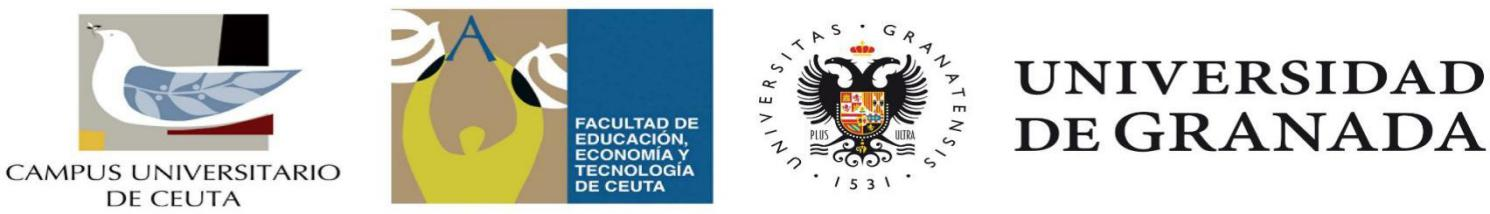 CAMPUS UNIVERSITARIO
DE CEUTA
A
FACULTAD DE
EDUCACIÓN,
ECONOMÍA Y
TECNOLOGÍA
DE CEUTA
UNIVERSITAS · GRANATENSIS · 1531 ·
PLUS ULTRA
UNIVERSIDAD
DE GRANADA